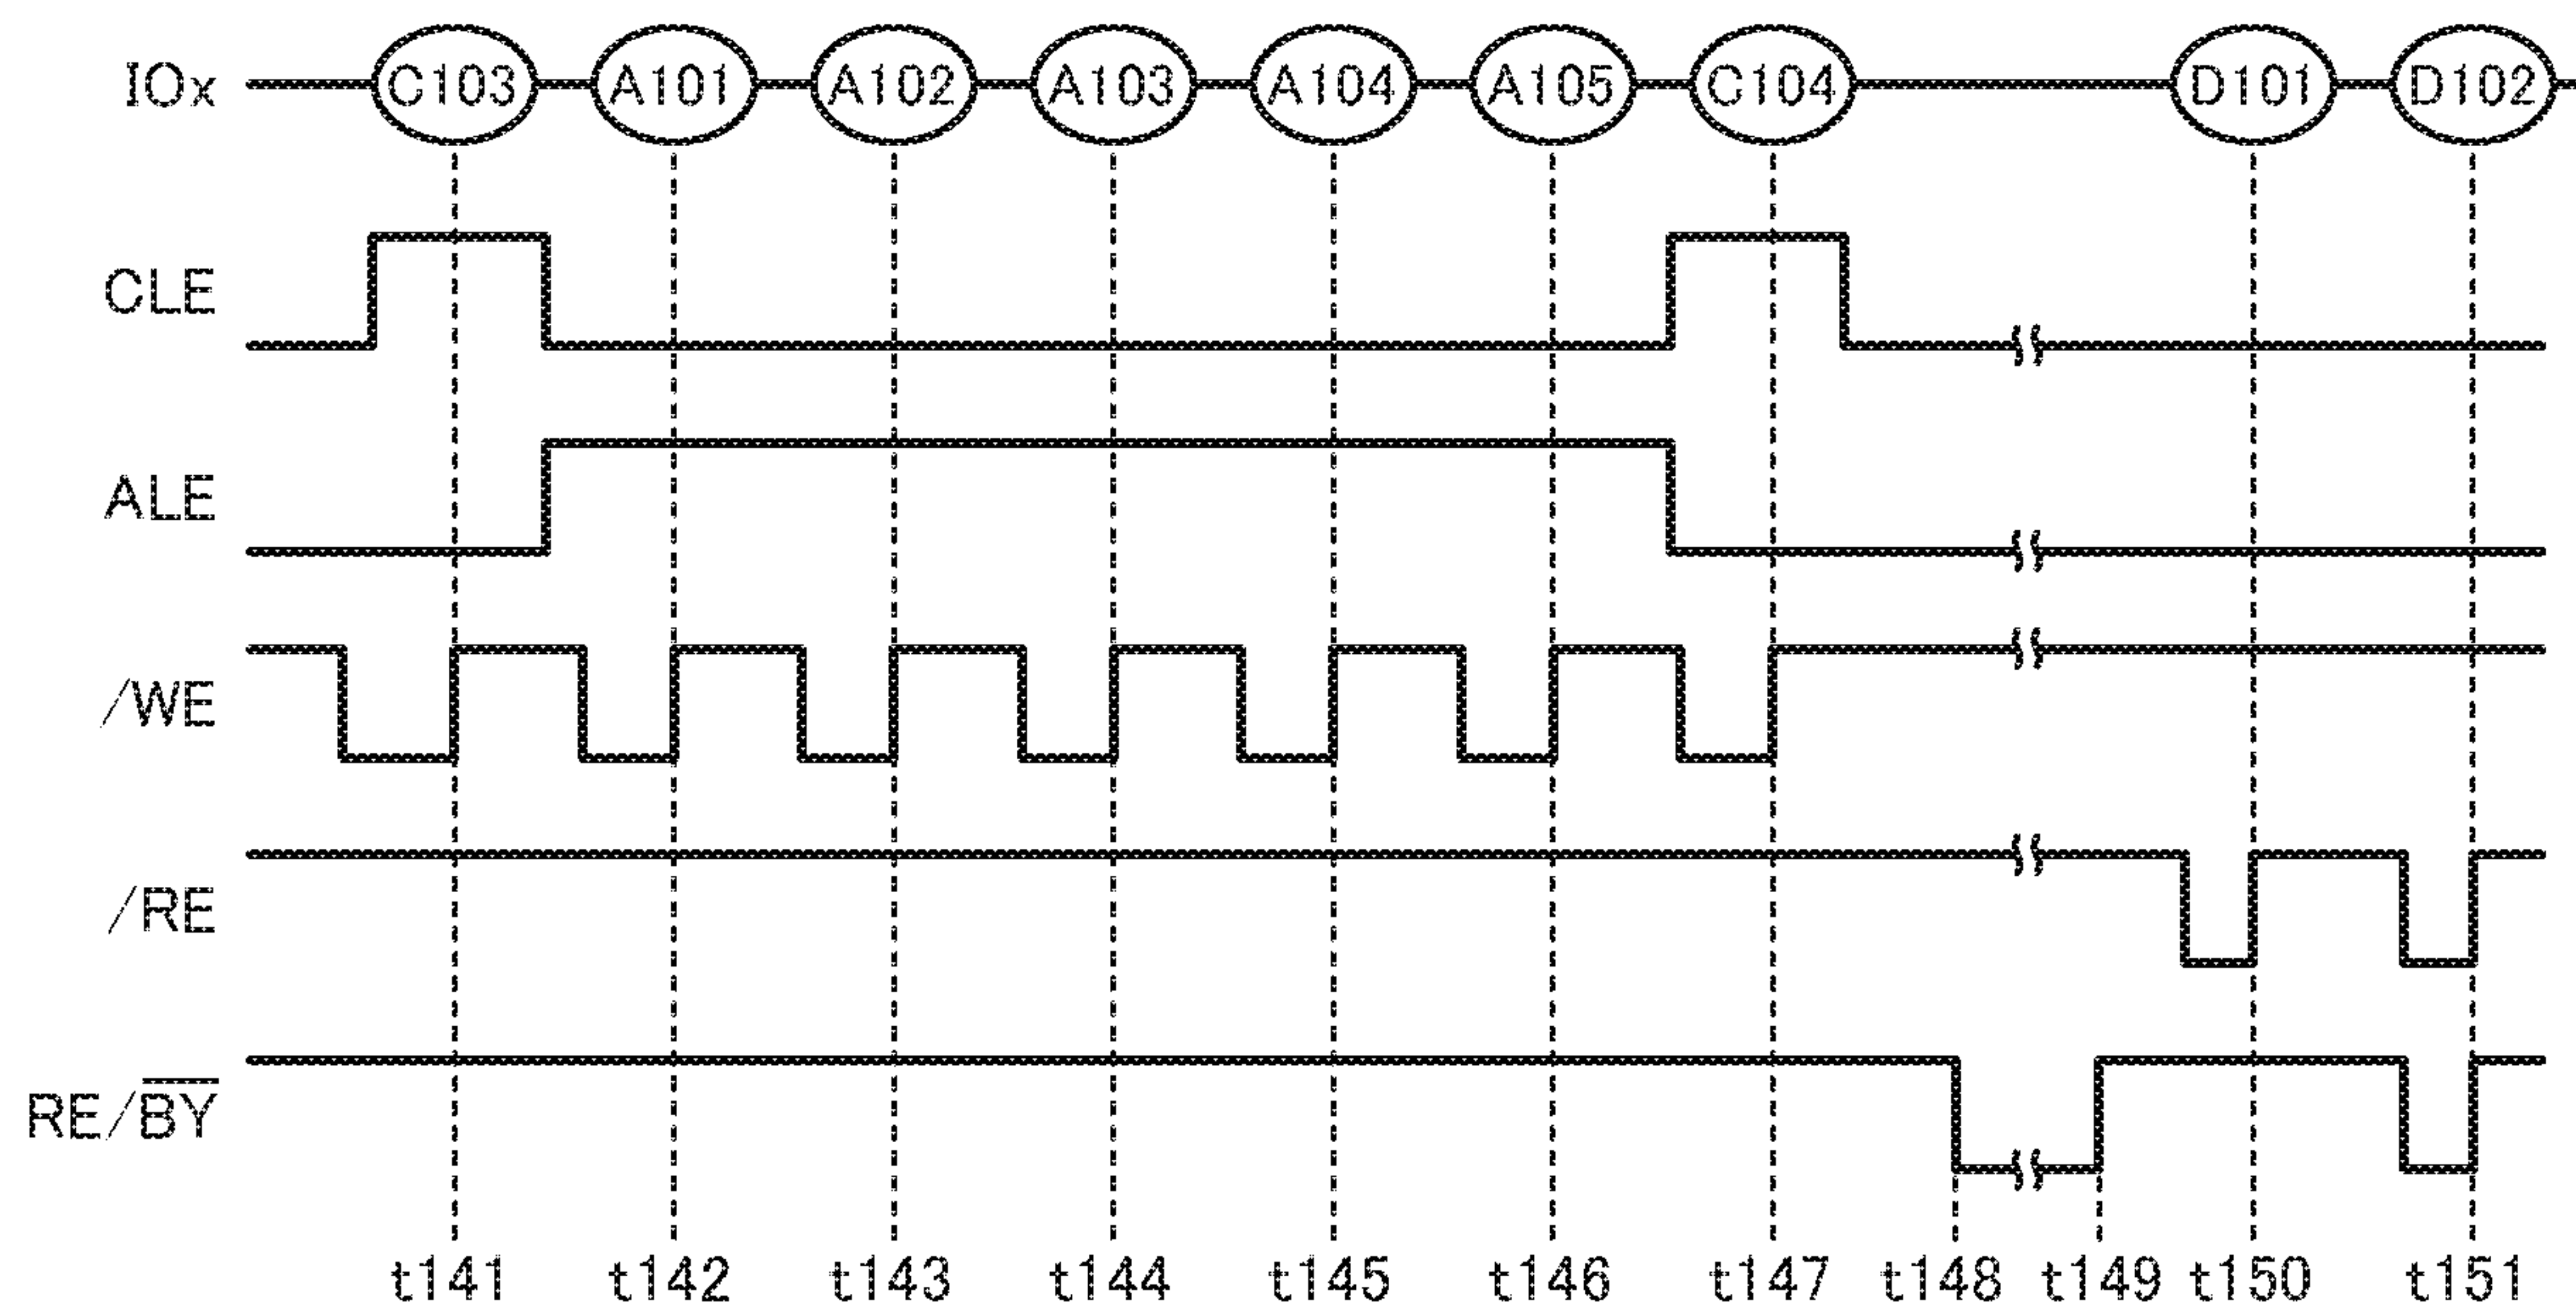 IOx C103 A101 A102 A103 A104 A105 C104 D101 D102
CLE
ALE
/WE
/RE
RE/B̅Y̅
t141 t142 t143 t144 t145 t146 t147 t148 t149 t150 t151